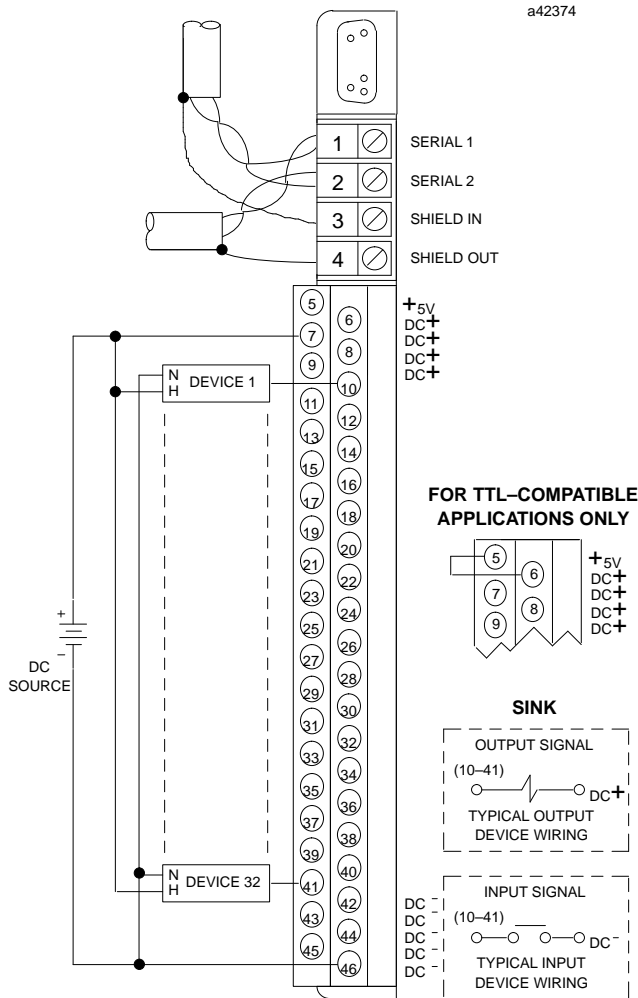 a42374
1 SERIAL 1
2 SERIAL 2
3 SHIELD IN
4 SHIELD OUT
5
6
7
8
9
10
11
12
13
14
15
16
17
18
19
20
21
22
23
24
25
26
27
28
29
30
31
32
33
34
35
36
37
38
39
40
41
42
43
44
45
46
+5V
DC+
DC+
DC+
DC+
N
H
DEVICE 1
+
-
DC
SOURCE
N
H
DEVICE 32
DC -
DC -
DC -
DC -
DC -
FOR TTL–COMPATIBLE
APPLICATIONS ONLY
5
6
7
8
9
+5V
DC+
DC+
DC+
DC+
SINK
OUTPUT SIGNAL
(10–41)
DC+
TYPICAL OUTPUT
DEVICE WIRING
INPUT SIGNAL
(10–41)
DC -
TYPICAL INPUT
DEVICE WIRING